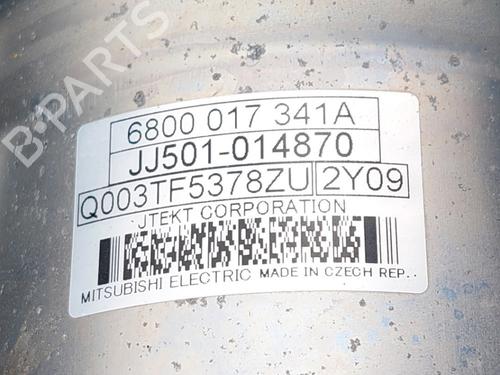 B-PARTS
6800 017 341A
JJ501-014870
Q003TF5378ZU 2Y09
JTEKT CORPORATION
MITSUBISHI ELECTRIC MADE IN CZECH REP..